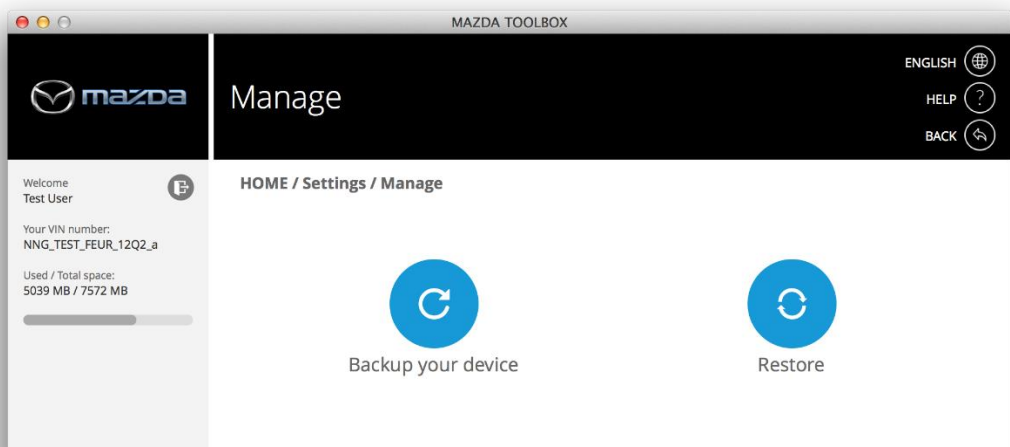 MAZDA TOOLBOX
mazda
Manage
ENGLISH
HELP
?
BACK
Welcome
Test User
Your VIN number:
NNG_TEST_FEUR_12Q2_a
Used / Total space:
5039 MB / 7572 MB
HOME / Settings / Manage
Backup your device
Restore